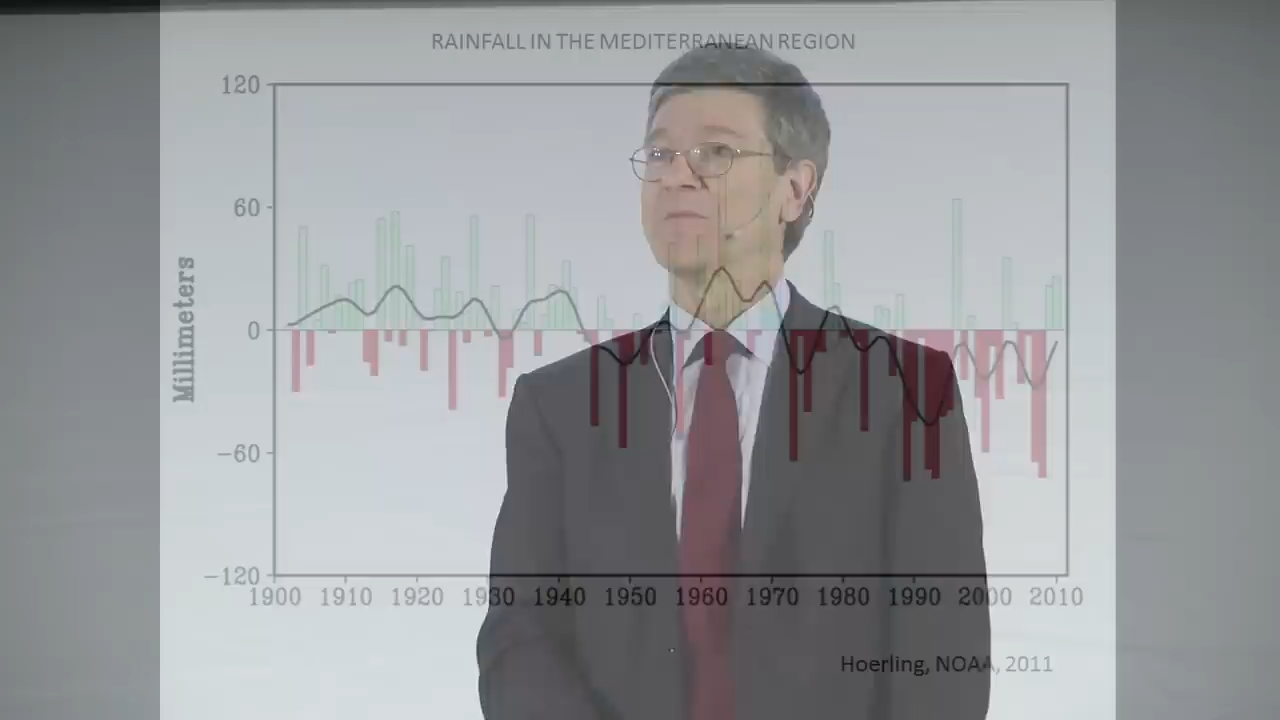 RAINFALL IN THE MEDITERRANEAN REGION
120
60
0
−60
−120
Millimeters
1900 1910 1920 1930 1940 1950 1960 1970 1980 1990 2000 2010
Hoerling, NOAA, 2011